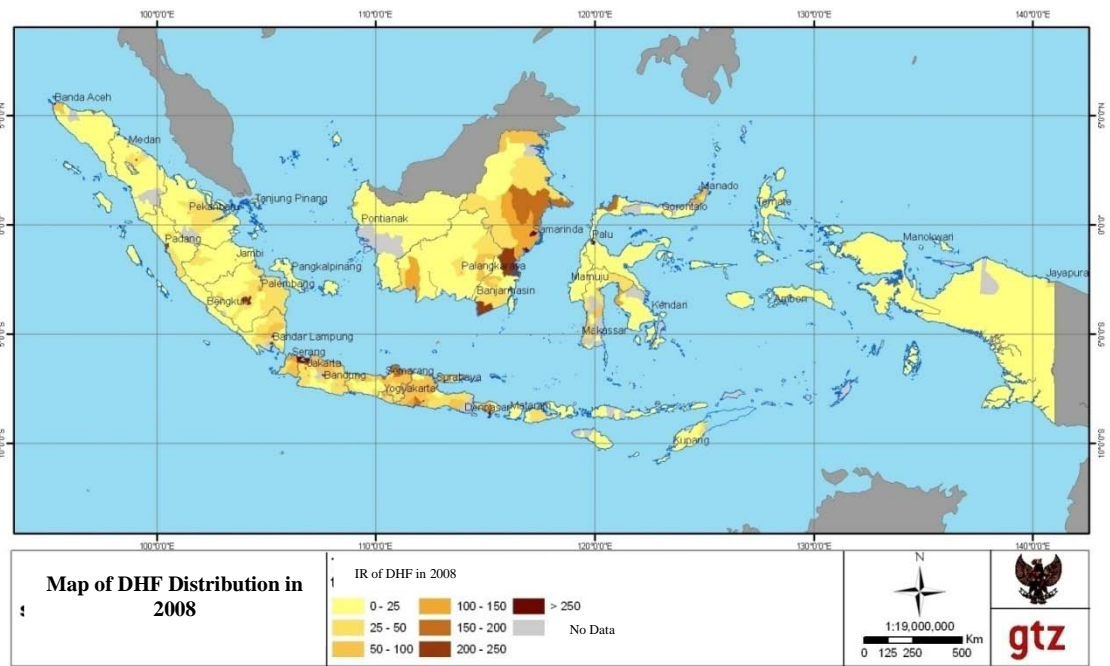 100°0'0"E 110°0'0"E 120°0'0"E 130°0'0"E 140°0'0"E
Banda Aceh
Medan
Manado
Tanjung Pinang
Pekanbaru
Gorontalo
Ternate
Pontianak
Samarinda
Manokwari
Padang
Palu
Jambi
Palangkaraya
Jayapura
Pangkalpinang
Mamuju
Palembang
Banjarmasin
Bengkulu
Ambon
Kendari
Makassar
Bandar Lampung
Serang
Jakarta
Semarang
Bandung
Surabaya
Yogyakarta
Denpasar
Mataram
Kupang
100°0'0"E 110°0'0"E 120°0'0"E 130°0'0"E 140°0'0"E
Map of DHF Distribution in
2008
IR of DHF in 2008
0 - 25 100 - 150 > 250
25 - 50 150 - 200 No Data
50 - 100 200 - 250
N
1:19,000,000
Km
0 125 250 500
gtz